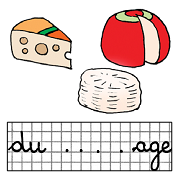 du . . . . age